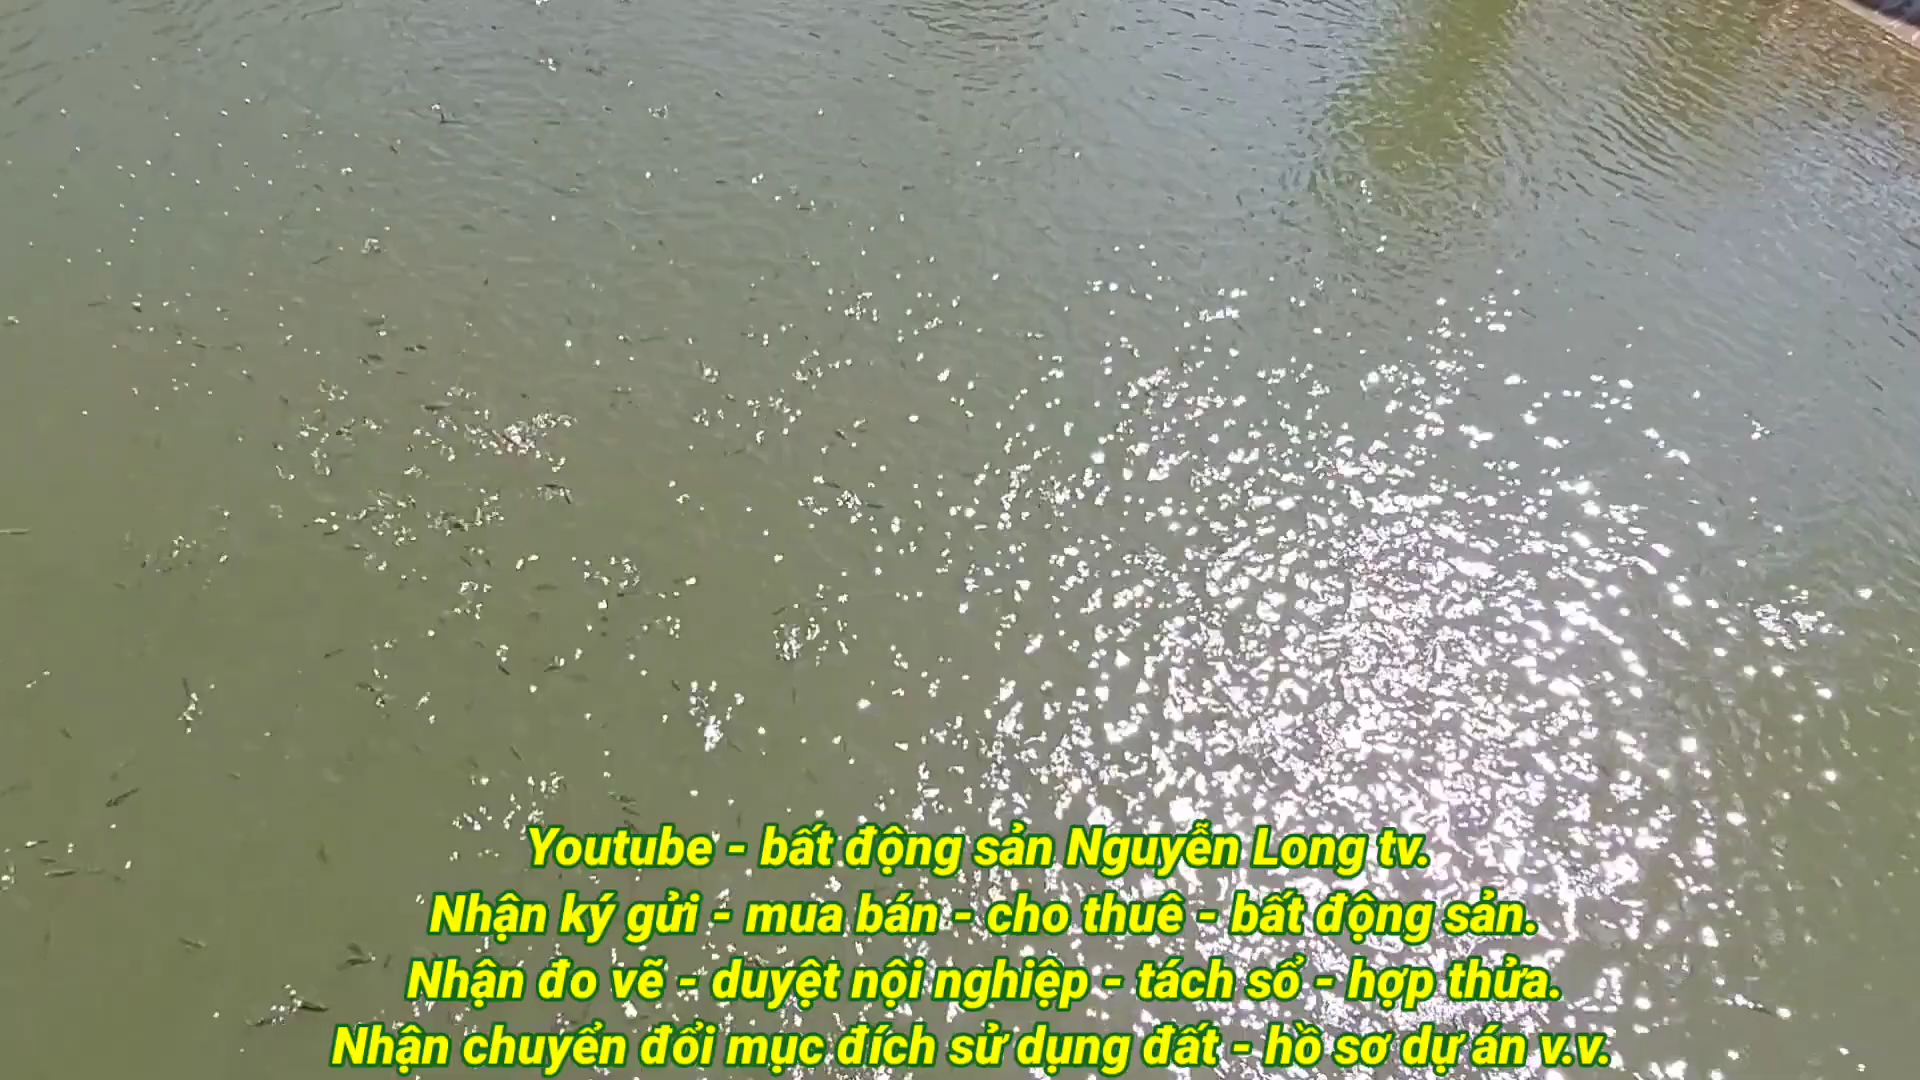 Youtube - bất động sản Nguyễn Long tv.
Nhận ký gửi - mua bán - cho thuê - bất động sản.
Nhận đo vẽ - duyệt nội nghiệp - tách sổ - hợp thửa.
Nhận chuyển đổi mục đích sử dụng đất - hồ sơ dự án v.v.